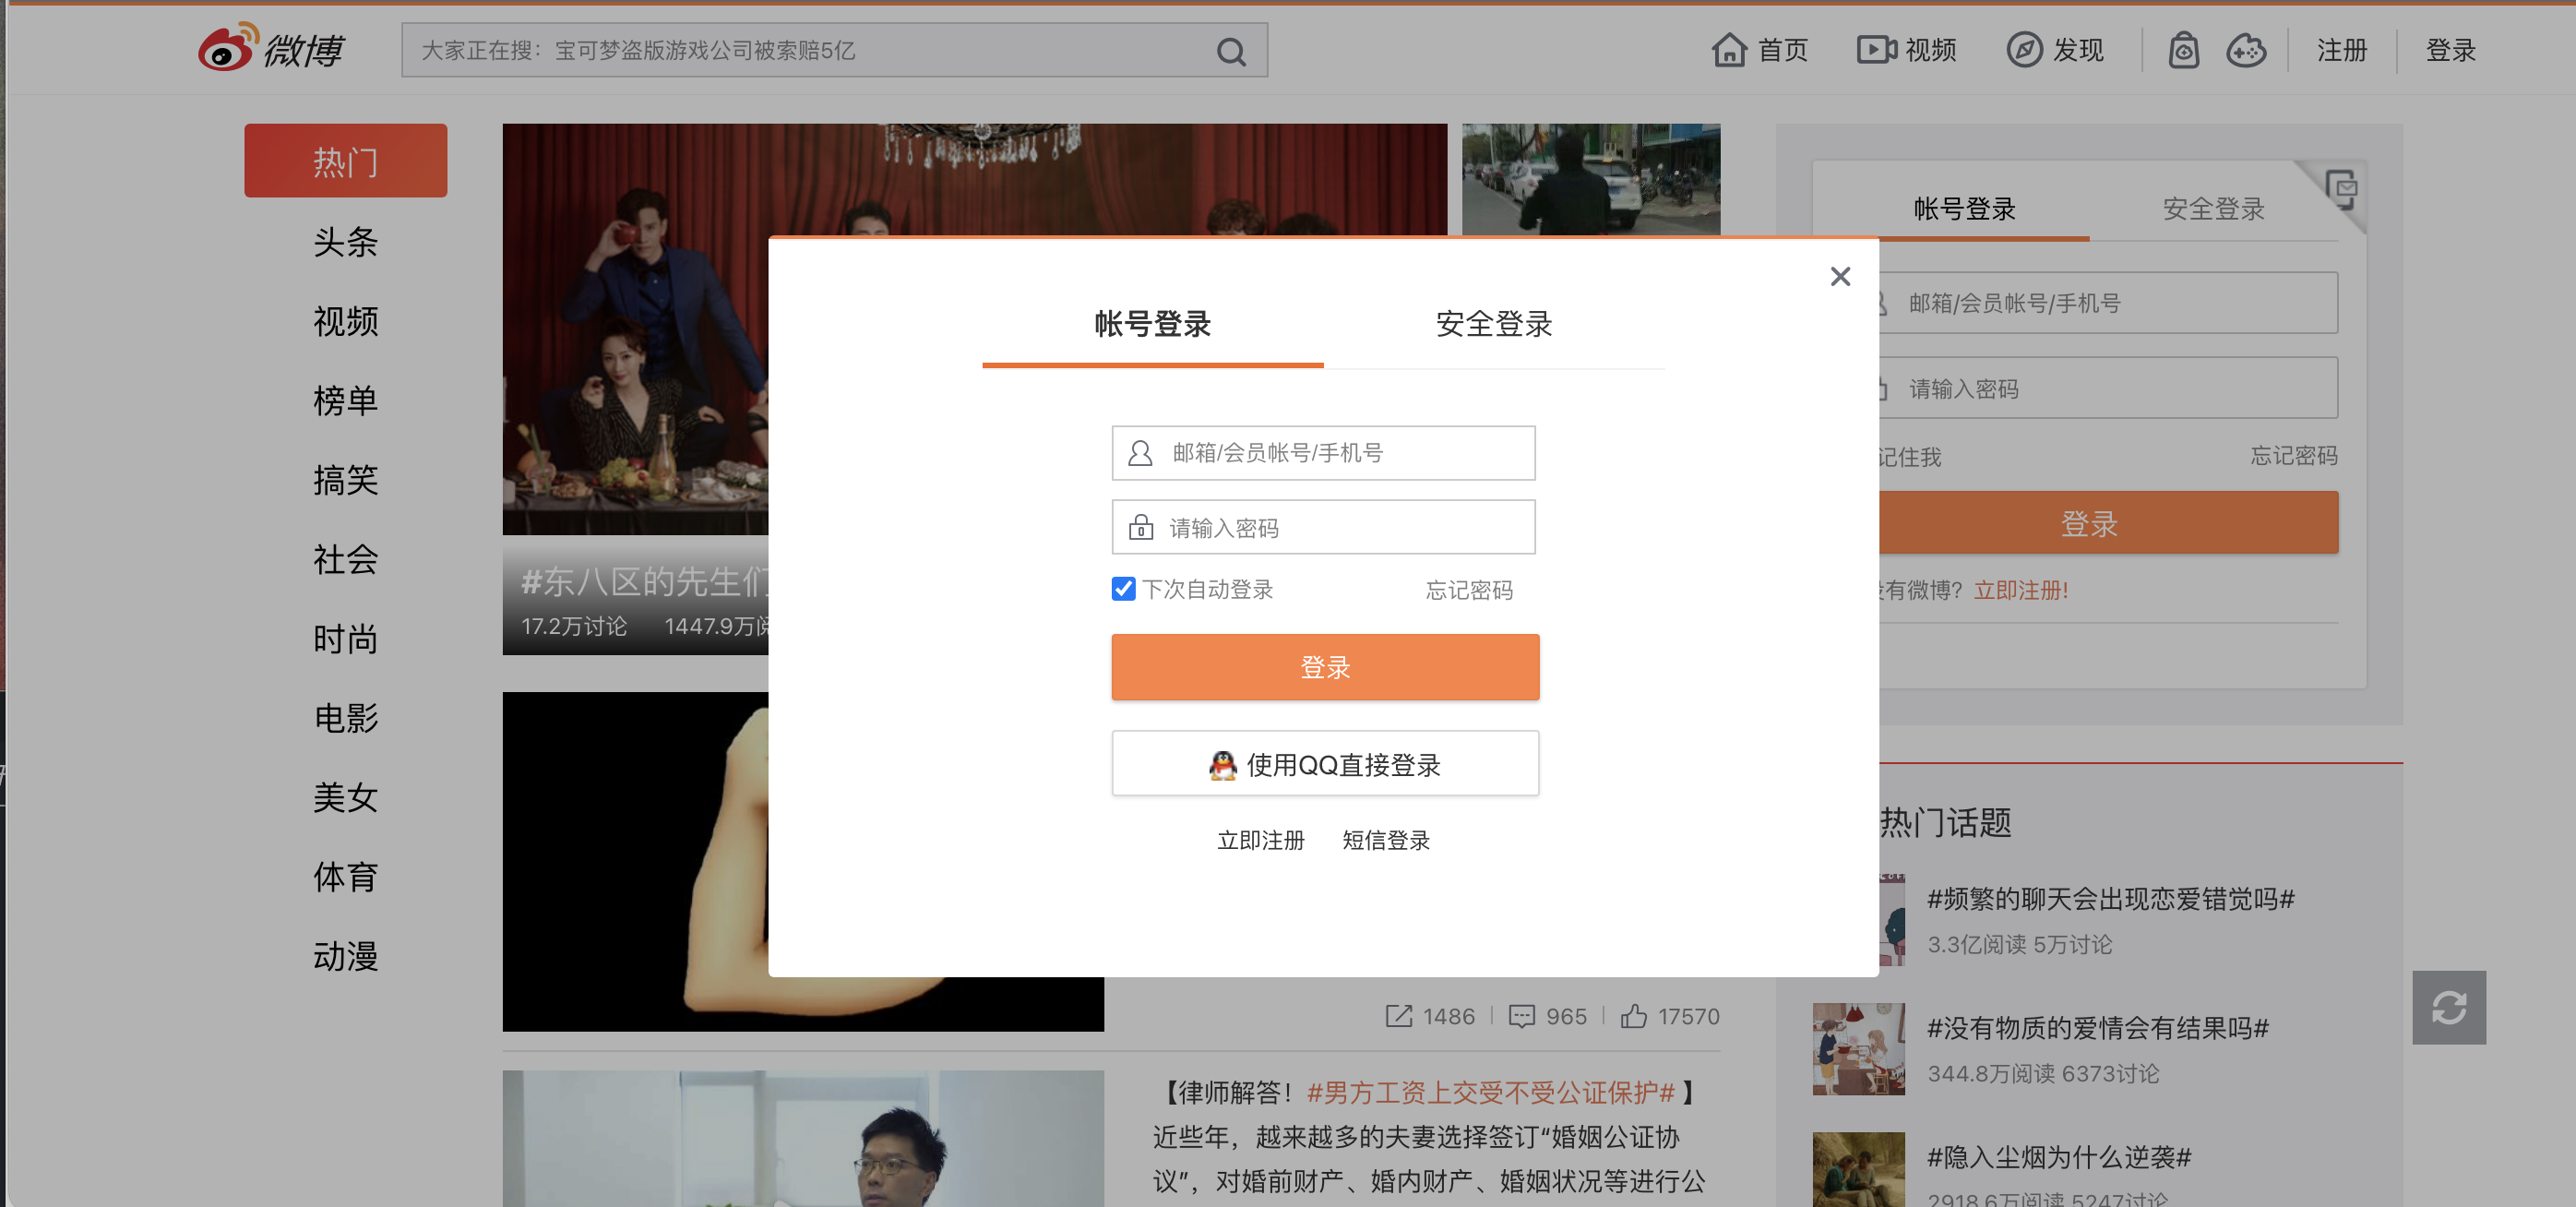 微博
大家正在搜：宝可梦盗版游戏公司被索赔5亿
首页
视频
发现
注册
登录
热门
头条
视频
榜单
搞笑
社会
时尚
电影
美女
体育
动漫
#东八区的先生们
17.2万讨论 1447.9万阅
帐号登录 安全登录
邮箱/会员帐号/手机号
请输入密码
下次自动登录 忘记密码
登录
使用QQ直接登录
立即注册 短信登录
1486 965 17570
【律师解答！#男方工资上交受不受公证保护#】
近些年，越来越多的夫妻选择签订“婚姻公证协
议”，对婚前财产、婚内财产、婚姻状况等进行公
帐号登录 安全登录
邮箱/会员帐号/手机号
请输入密码
记住我 忘记密码
登录
没有微博？立即注册!
热门话题
#频繁的聊天会出现恋爱错觉吗#
3.3亿阅读 5万讨论
#没有物质的爱情会有结果吗#
344.8万阅读 6373讨论
#隐入尘烟为什么逆袭#
2918.6万阅读 5247讨论